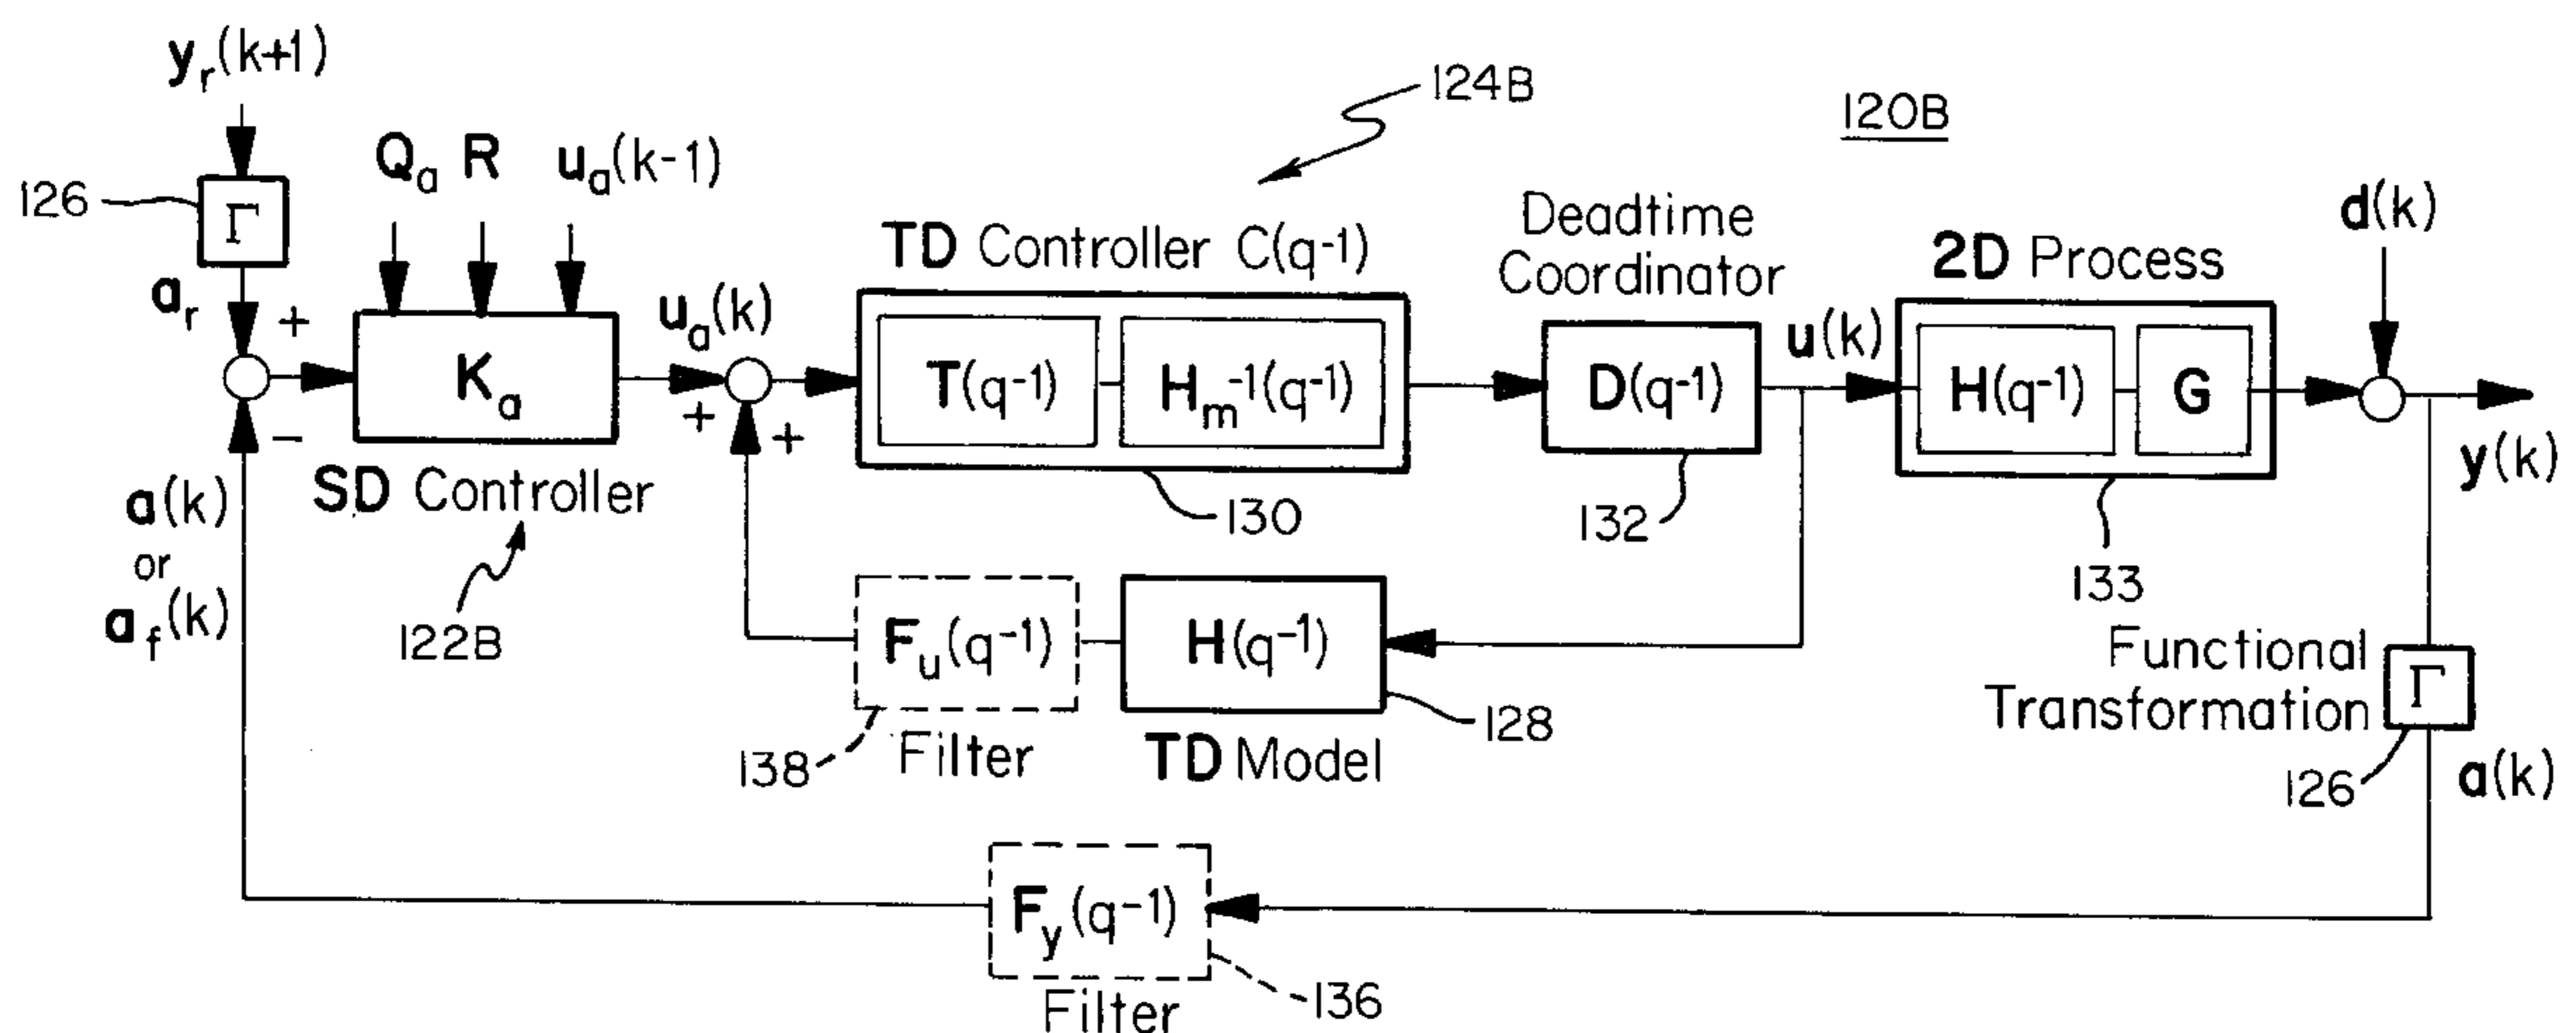 y_r(k+1)
124B
120B
Q_a R u_a(k-1)
126
Γ
a_r
+
TD Controller C(q-1)
Deadtime
Coordinator
2D Process
d(k)
K_a
u_a(k)
T(q-1)
H_m^-1(q-1)
D(q-1)
u(k)
H(q-1)
G
y(k)
-
+
+
SD Controller
a(k)
or
a_f(k)
122B
130
132
133
F_u(q-1)
H(q-1)
138
Filter
TD Model
128
Functional
Transformation
Γ
126
a(k)
F_y(q-1)
Filter
136